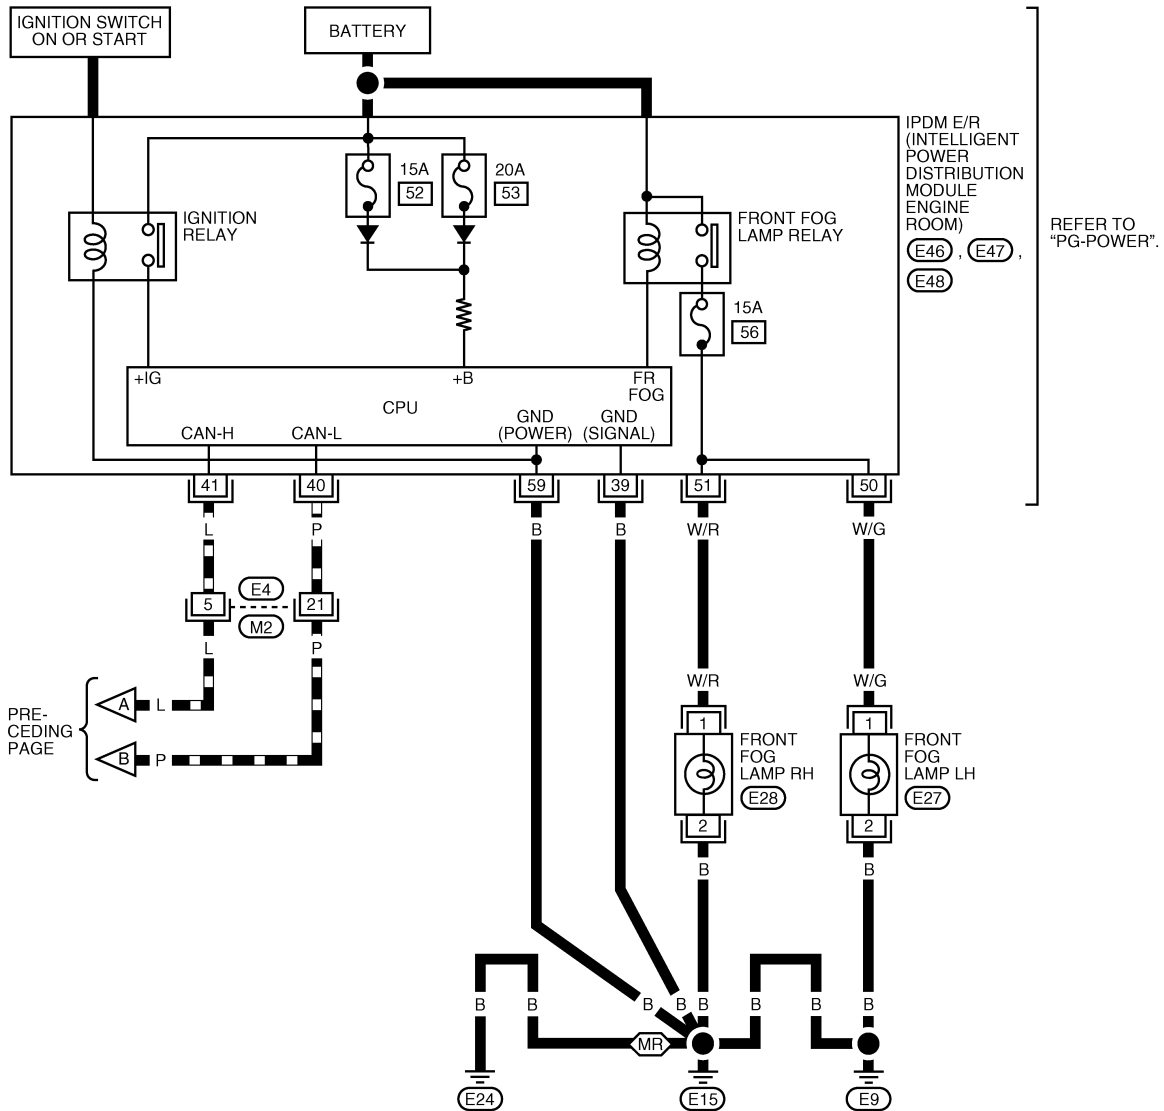 IGNITION SWITCH
ON OR START
BATTERY
IPDM E/R
(INTELLIGENT
POWER
DISTRIBUTION
MODULE
ENGINE
ROOM)
E46 , E47 ,
E48
REFER TO
“PG-POWER”.
IGNITION
RELAY
15A
52
20A
53
FRONT FOG
LAMP RELAY
15A
56
+IG
+B
FR
FOG
CPU
CAN-H
CAN-L
GND
(POWER)
GND
(SIGNAL)
41
40
59
39
51
50
L
P
B
B
W/R
W/G
5
E4
M2
21
L
P
PRE-
CEDING
PAGE
A
L
B
P
W/R
W/G
1
1
FRONT
FOG
LAMP RH
E28
FRONT
FOG
LAMP LH
E27
2
2
B
B
B
B
B
B
B
B
B
B
MR
E24
E15
E9